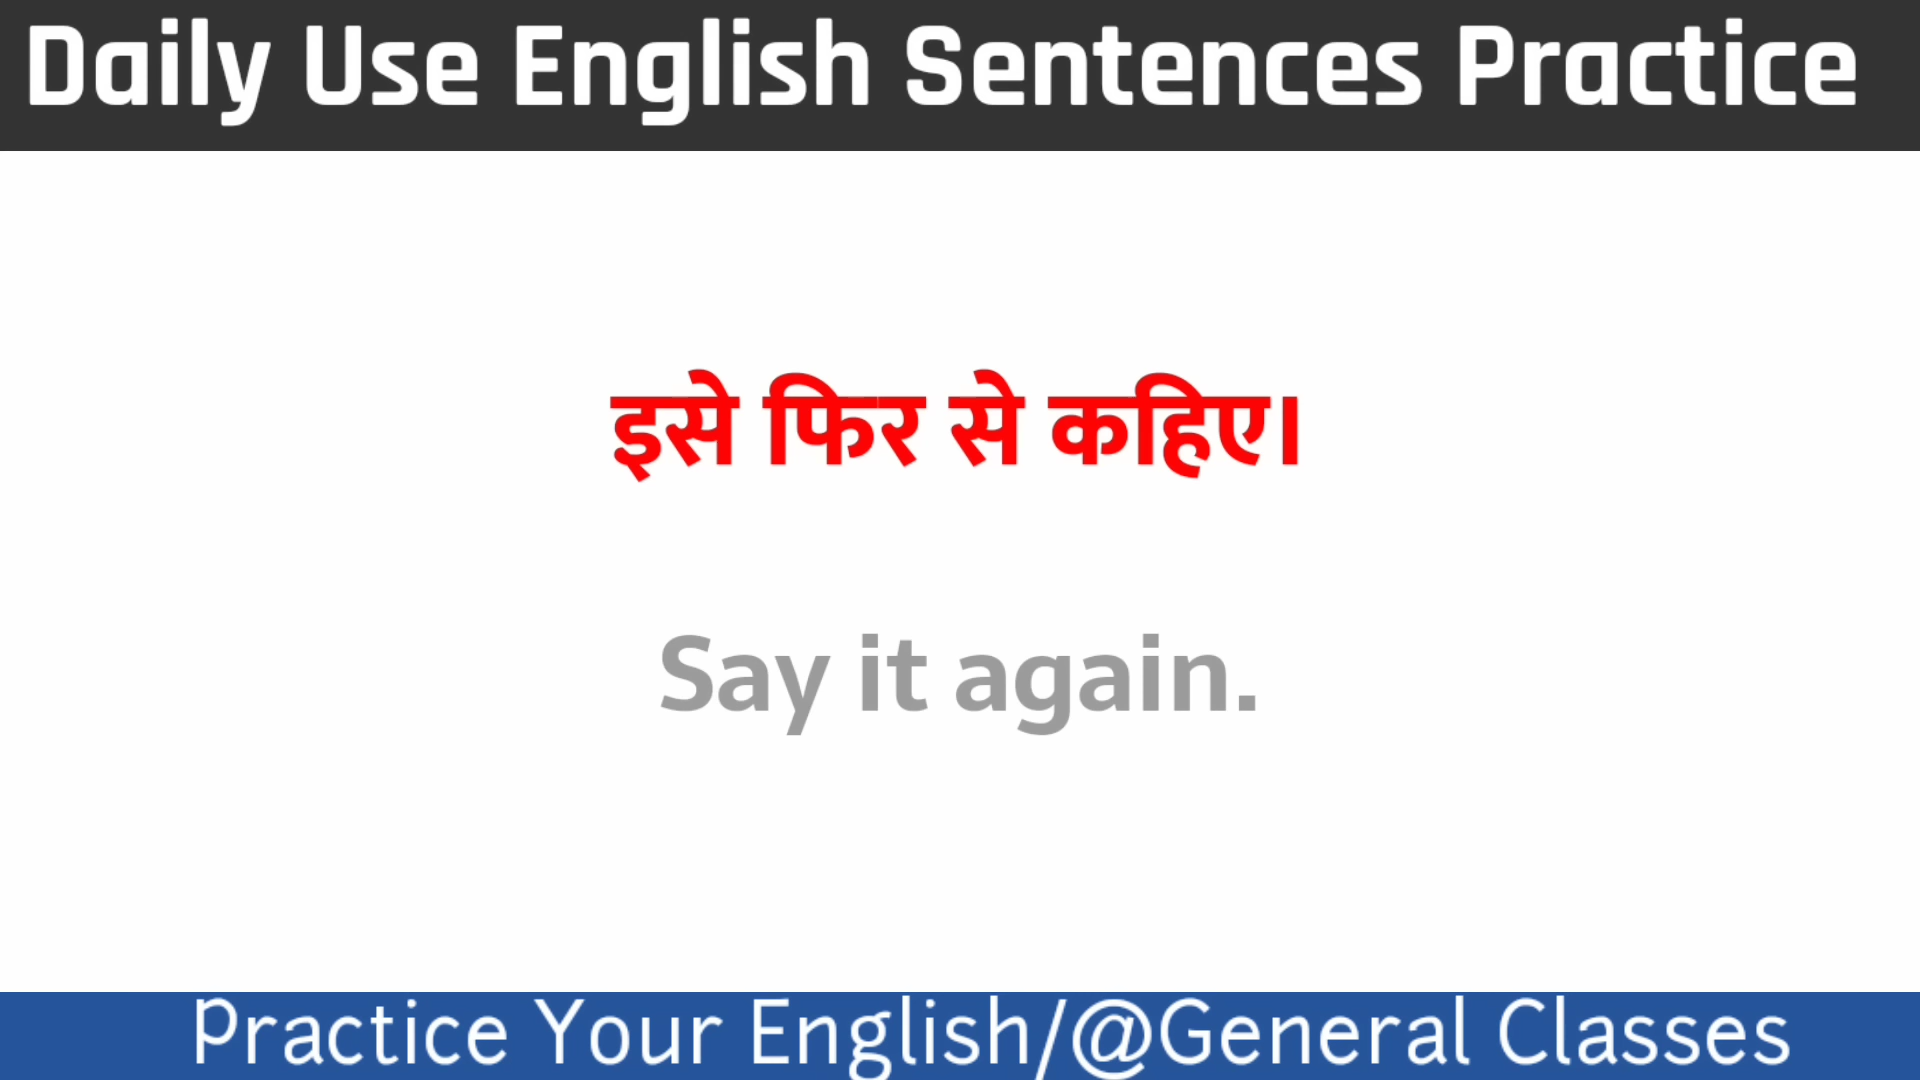 Daily Use English Sentences Practice
इसे फिर से कहिए।
Say it again.
Practice Your English/@General Classes